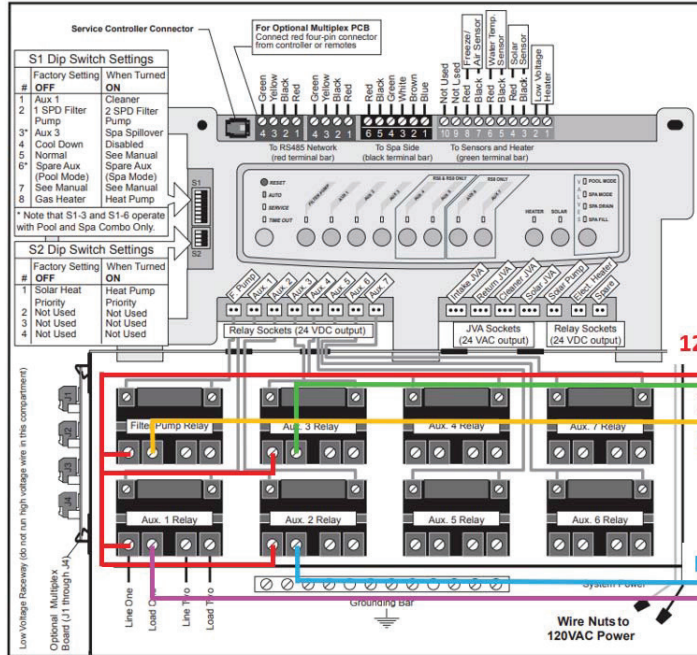 Service Controller Connector
For Optional Multiplex PCB
Connect red four-pin connector
from controller or remotes
S1 Dip Switch Settings
# Factory Setting OFF When Turned ON
1 Aux 1 Cleaner
2 1 SPD Filter Pump 2 SPD Filter Pump
3* Aux 3 Spa Spillover
4 Cool Down Disabled
5 Normal See Manual
6* Spare Aux (Pool Mode) Spare Aux (Spa Mode)
7 See Manual See Manual
8 Gas Heater Heat Pump
* Note that S1-3 and S1-6 operate
with Pool and Spa Combo Only.
S2 Dip Switch Settings
# Factory Setting OFF When Turned ON
1 Solar Heat Priority Heat Pump Priority
2 Not Used Not Used
3 Not Used Not Used
4 Not Used Not Used
Green Yellow Black Red
Green Yellow Black Red
Red Black Green White Brown Blue
Not Used Not Used Red Black Red Black Red Black
Freeze/ Air Sensor
Water Temp. Sensor
Solar Sensor
Low Voltage Heater
4 3 2 1
4 3 2 1
6 5 4 3 2 1
10 9 8 7 6 5 4 3 2 1
To RS485 Network
(red terminal bar)
To Spa Side
(black terminal bar)
To Sensors and Heater
(green terminal bar)
S1
S2
RESET
AUTO
SERVICE
TIME OUT
FILTER PUMP
AUX 1
AUX 2
AUX 3
RS6 & RS8 ONLY
AUX 4
AUX 5
AUX 6
RS8 ONLY
AUX 7
HEATER
SOLAR
VALVES
POOL MODE
SPA MODE
SPA DRAIN
SPA FILL
F. Pump
Aux. 1
Aux. 2
Aux. 3
Aux. 4
Aux. 5
Aux. 6
Aux. 7
Intake JVA
Return JVA
Cleaner JVA
Solar JVA
Solar Pump
Elect. Heater
Spare
Relay Sockets (24 VDC output)
JVA Sockets
(24 VAC output)
Relay Sockets
(24 VDC output)
12
Low Voltage Raceway (do not run high voltage wire in this compartment)
J1
J2
J3
J4
Optional Multiplex
Board (J1 through J4)
Filter Pump Relay
Aux. 3 Relay
Aux. 4 Relay
Aux. 7 Relay
Aux. 1 Relay
Aux. 2 Relay
Aux. 5 Relay
Aux. 6 Relay
Line One
Load One
Line Two
Load Two
Grounding Bar
System Power
Wire Nuts to
120VAC Power